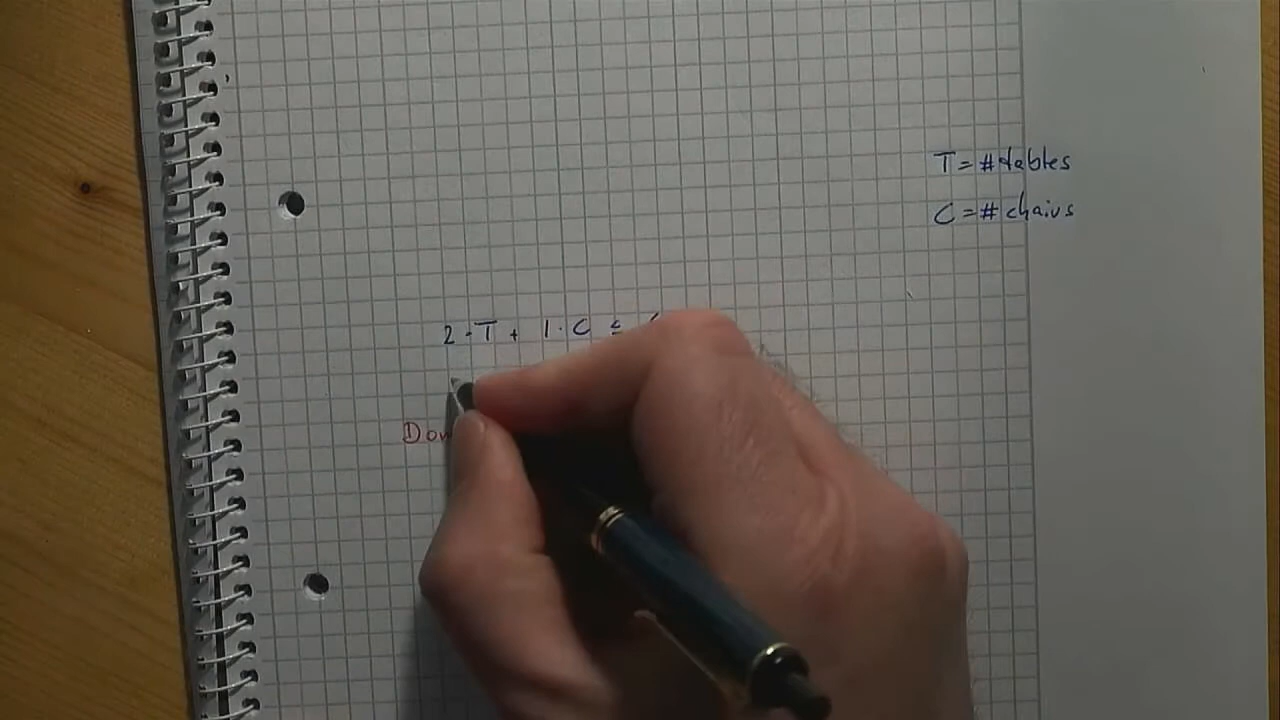 T = #tables
C = #chairs
2·T + 1·C ≤